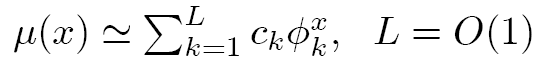 μ(x) ≃ ∑_{k=1}^{L} c_k ϕ_k^x, L = O(1)